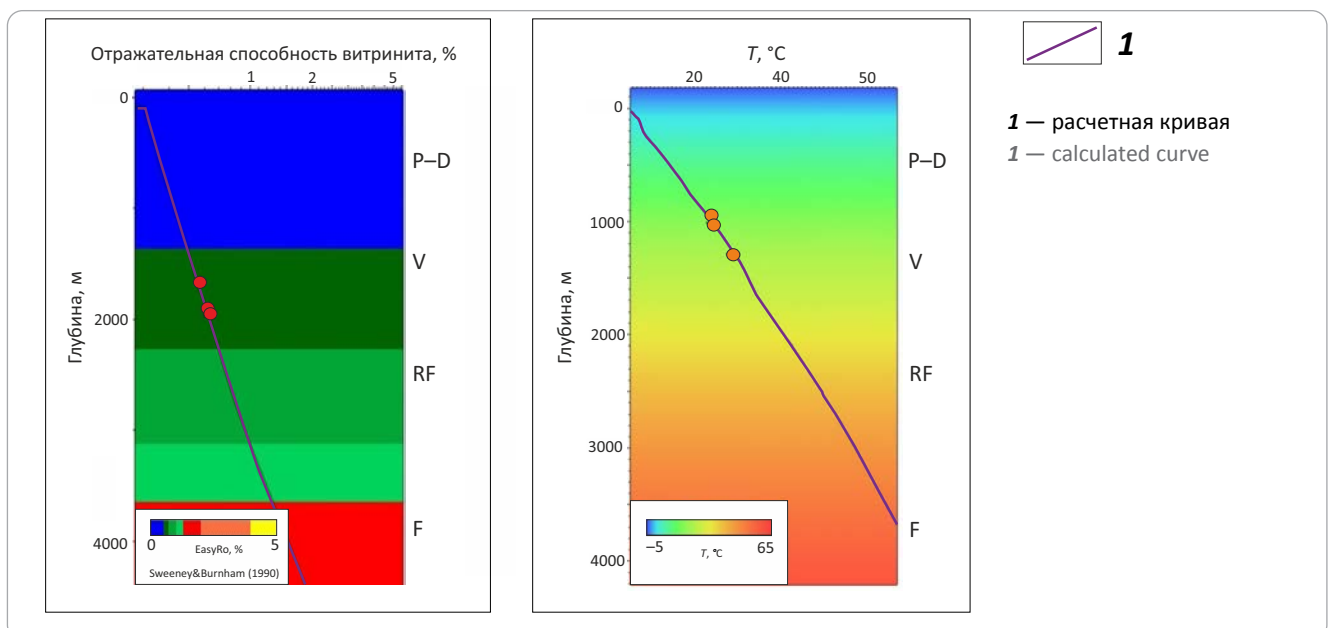 Отражательная способность витринита, %
1 2 5
0
2000
4000
Глубина, м
P–D
V
RF
F
0 5
EasyRo, %
Sweeney&Burnham (1990)
T, °C
20 40 50
0
1000
2000
3000
4000
Глубина, м
P–D
V
RF
F
–5 65
T, °C
1
1 — расчетная кривая
1 — calculated curve